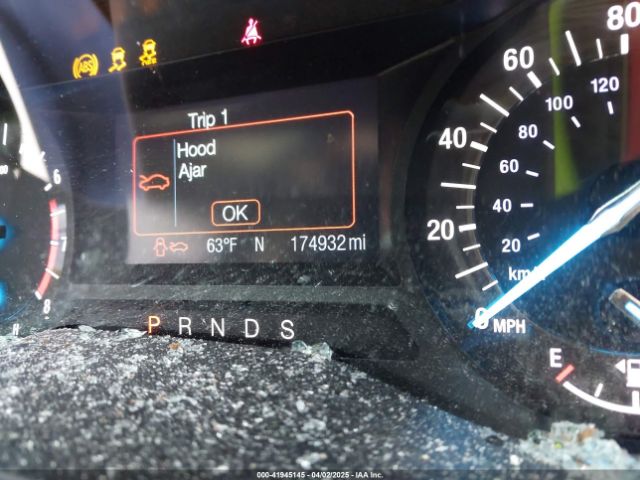 ABS
Trip 1
Hood
Ajar
OK
63°F N 174932 mi
P R N D S
0 20 40 60 80
20 40 60 80 100 120
MPH
E
6
7
8
000-41945145 - 04/02/2025 - IAA Inc.